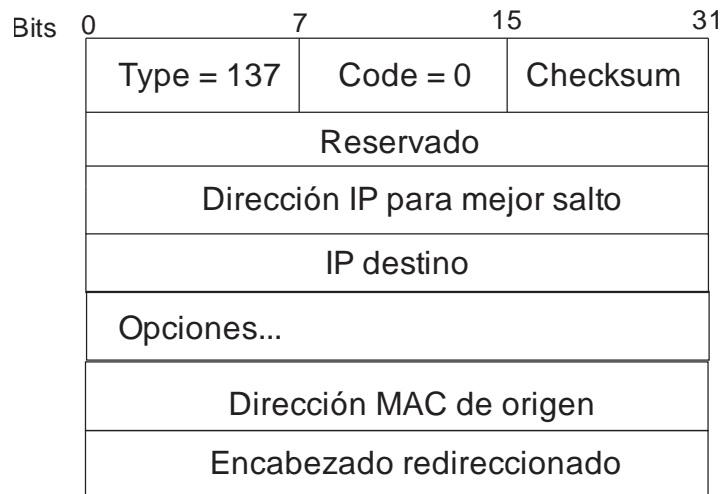 Bits 0 7 15 31
Type = 137 Code = 0 Checksum
Reservado
Dirección IP para mejor salto
IP destino
Opciones...
Dirección MAC de origen
Encabezado redireccionado